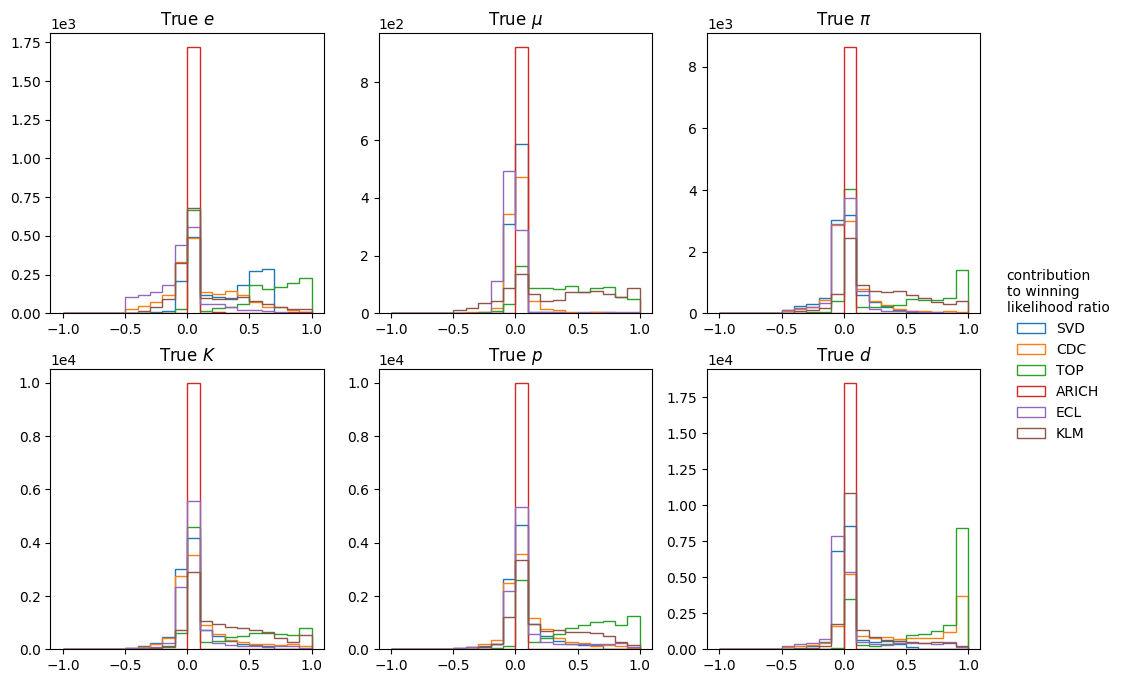 True e
1e3
1.75
1.50
1.25
1.00
0.75
0.50
0.25
0.00
−1.0 −0.5 0.0 0.5 1.0
True μ
1e2
8
6
4
2
0
−1.0 −0.5 0.0 0.5 1.0
True π
1e3
8
6
4
2
0
−1.0 −0.5 0.0 0.5 1.0
True K
1e4
1.0
0.8
0.6
0.4
0.2
0.0
−1.0 −0.5 0.0 0.5 1.0
True p
1e4
1.0
0.8
0.6
0.4
0.2
0.0
−1.0 −0.5 0.0 0.5 1.0
True d
1e4
1.75
1.50
1.25
1.00
0.75
0.50
0.25
0.00
−1.0 −0.5 0.0 0.5 1.0
contribution
to winning
likelihood ratio
SVD
CDC
TOP
ARICH
ECL
KLM